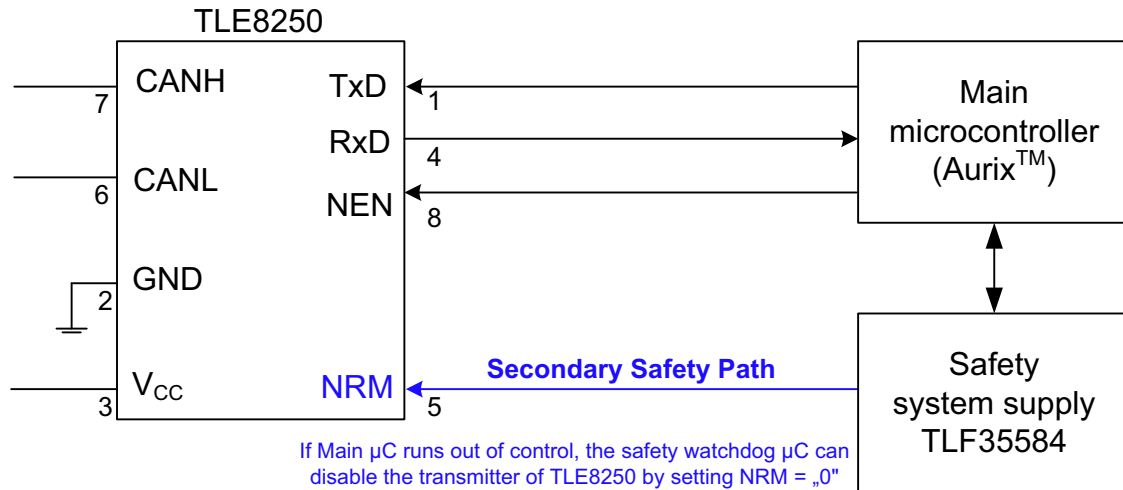 TLE8250
CANH
7
CANL
6
GND
2
VCC
3
TxD
1
RxD
4
NEN
8
NRM
5
Main
microcontroller
(Aurix™)
Secondary Safety Path
Safety
system supply
TLF35584
If Main µC runs out of control, the safety watchdog µC can
disable the transmitter of TLE8250 by setting NRM = „0"